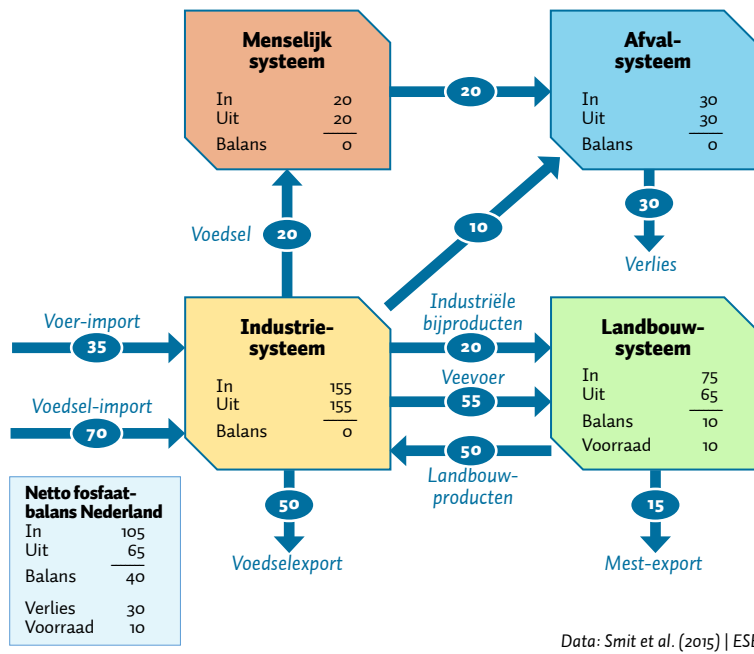 Menselijk
systeem
In 20
Uit 20
Balans 0
20
Afval-
systeem
In 30
Uit 30
Balans 0
Voedsel
20
10
30
Verlies
Voer-import
35
Voedsel-import
70
Industrie-
systeem
In 155
Uit 155
Balans 0
Industriële
bijproducten
20
Veevoer
55
50
Landbouw-
producten
Landbouw-
systeem
In 75
Uit 65
Balans 10
Voorraad 10
50
Voedselexport
15
Mest-export
Netto fosfaat-
balans Nederland
In 105
Uit 65
Balans 40
Verlies 30
Voorraad 10
Data: Smit et al. (2015) | ESB